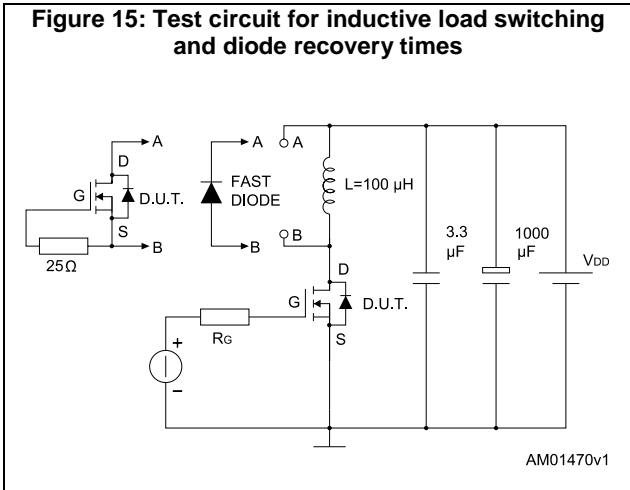 Figure 15: Test circuit for inductive load switching
and diode recovery times
A
D
G
D.U.T.
S
B
25Ω
A
FAST
DIODE
B
A
B
L=100 µH
D
G
D.U.T.
S
RG
+
–
3.3
µF
1000
µF
VDD
AM01470v1